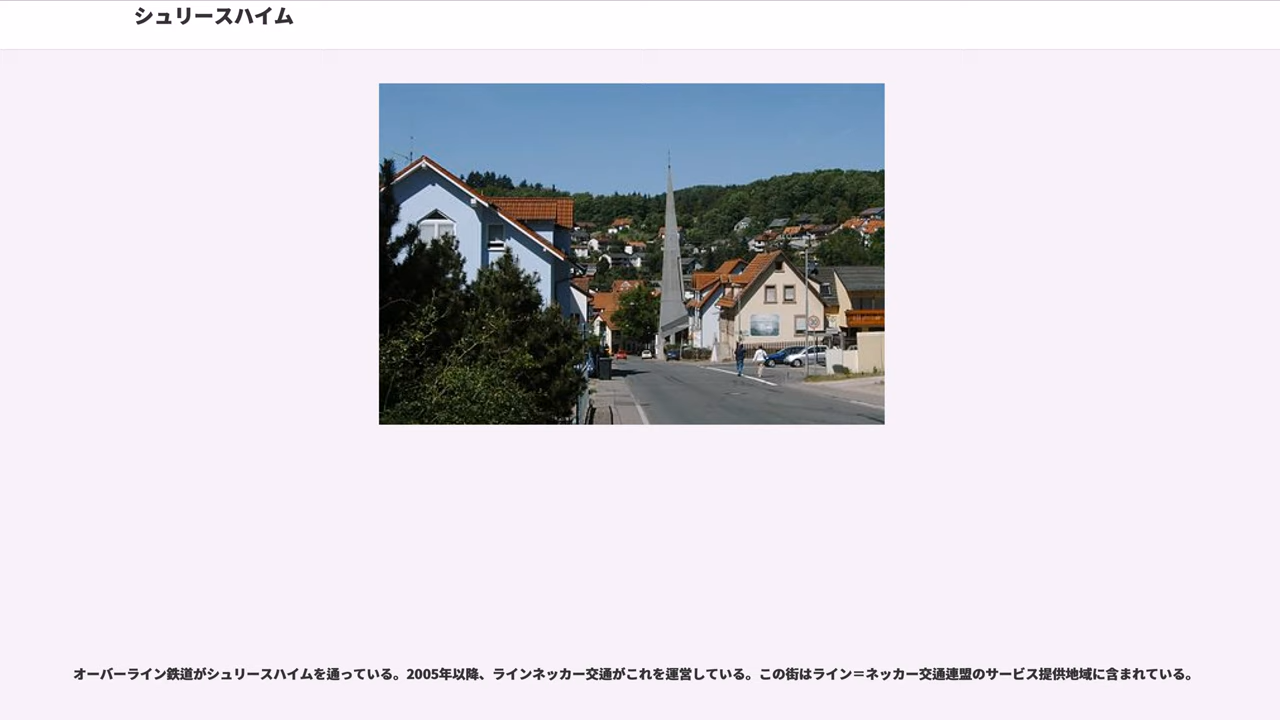 シュリースハイム
オーバーライン鉄道がシュリースハイムを通っている。2005年以降、ラインネッカー交通がこれを運営している。この街はライン＝ネッカー交通連盟のサービス提供地域に含まれている。